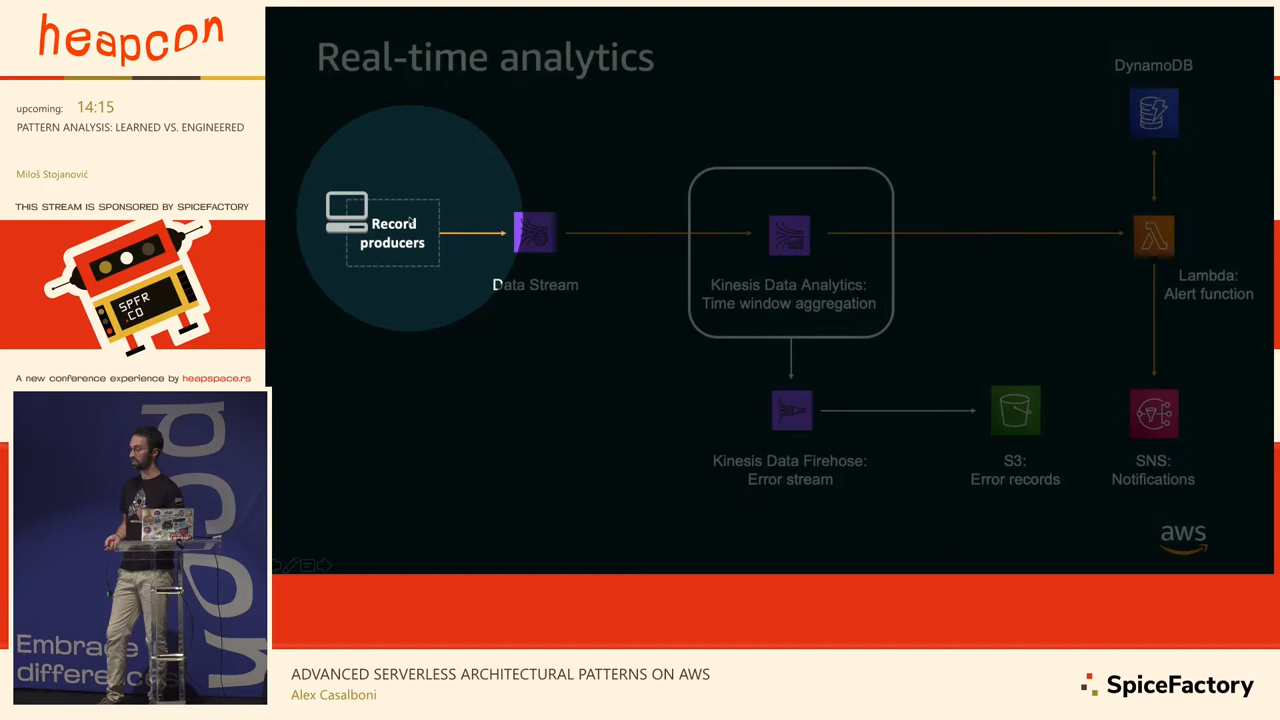 heapcon
upcoming: 14:15
PATTERN ANALYSIS: LEARNED VS. ENGINEERED
Miloš Stojanović
THIS STREAM IS SPONSORED BY SPICEFACTORY
SPFR
.CO
A new conference experience by heapspace.rs
Embrace
differences
Real-time analytics
Record
producers
Data Stream
Kinesis Data Analytics:
Time window aggregation
DynamoDB
Lambda:
Alert function
Kinesis Data Firehose:
Error stream
S3:
Error records
SNS:
Notifications
aws
ADVANCED SERVERLESS ARCHITECTURAL PATTERNS ON AWS
Alex Casalboni
SpiceFactory